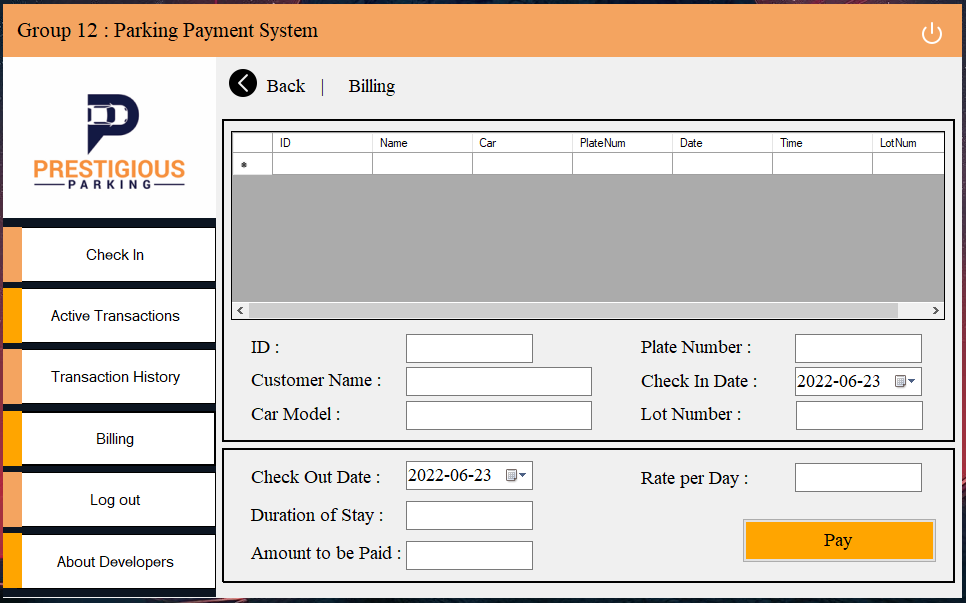 Group 12 : Parking Payment System
PRESTIGIOUS
PARKING
Back | Billing
Check In
Active Transactions
Transaction History
Billing
Log out
About Developers
ID Name Car PlateNum Date Time LotNum
*
ID : Plate Number :
Customer Name : Check In Date : 2022-06-23
Car Model : Lot Number :
Check Out Date : 2022-06-23 Rate per Day :
Duration of Stay :
Amount to be Paid : Pay